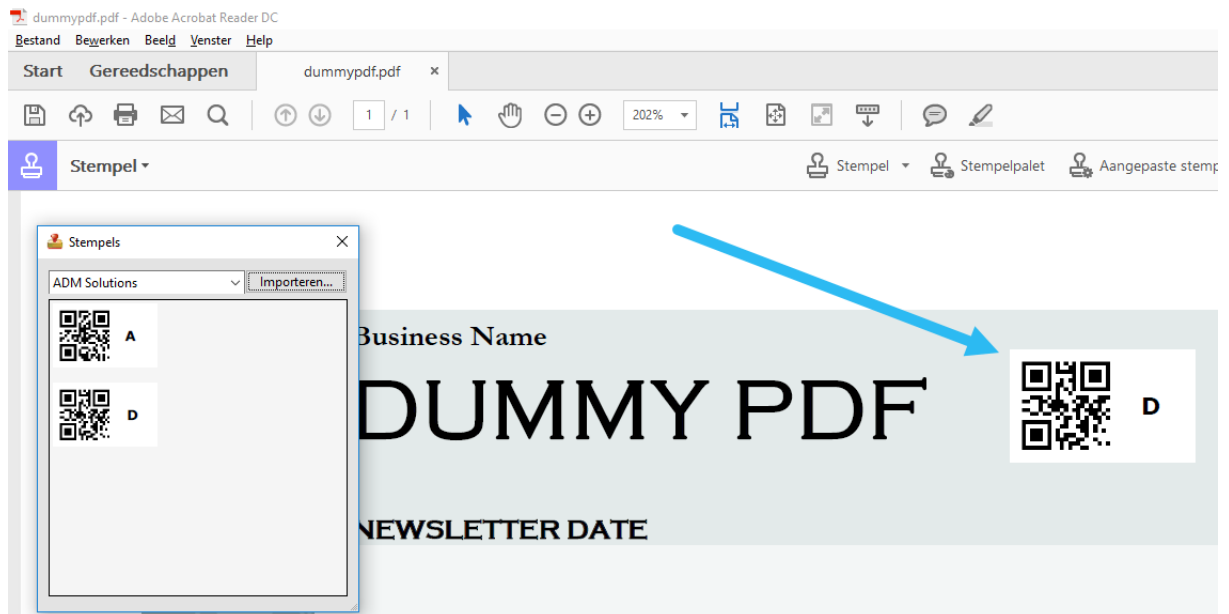 dummypdf.pdf - Adobe Acrobat Reader DC
Bestand Bewerken Beeld Venster Help
Start Gereedschappen dummypdf.pdf ×
1 / 1 202%
Stempel Stempel Stempelpalet Aangepaste stemp
Stempels
ADM Solutions Importeren...
A
D
Business Name
DUMMY PDF
D
NEWSLETTER DATE